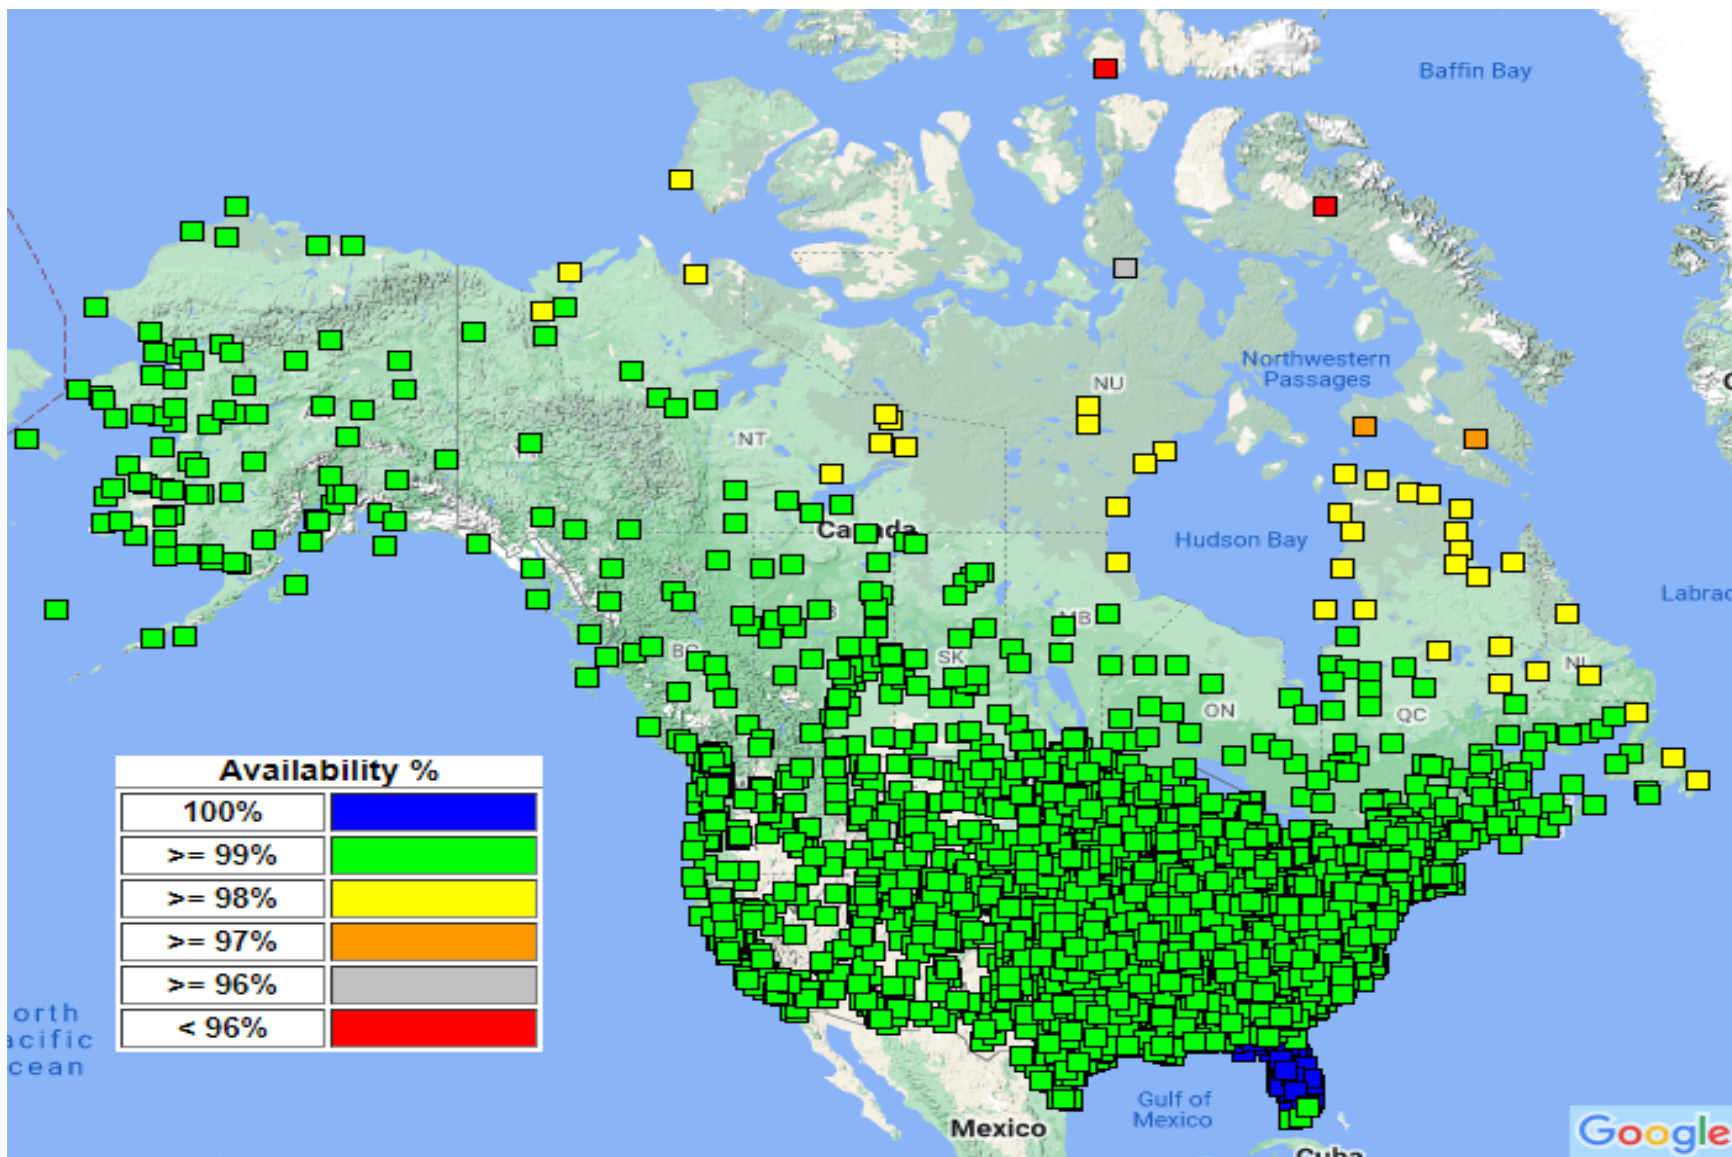 Baffin Bay
Northwestern
Passages
NU
NT
Canada
Hudson Bay
Labrad
MB
BC
SK
NL
ON
QC
Availability %
100%
>= 99%
>= 98%
>= 97%
>= 96%
< 96%
orth
acific
cean
Gulf of
Mexico
Mexico
Cuba
Google